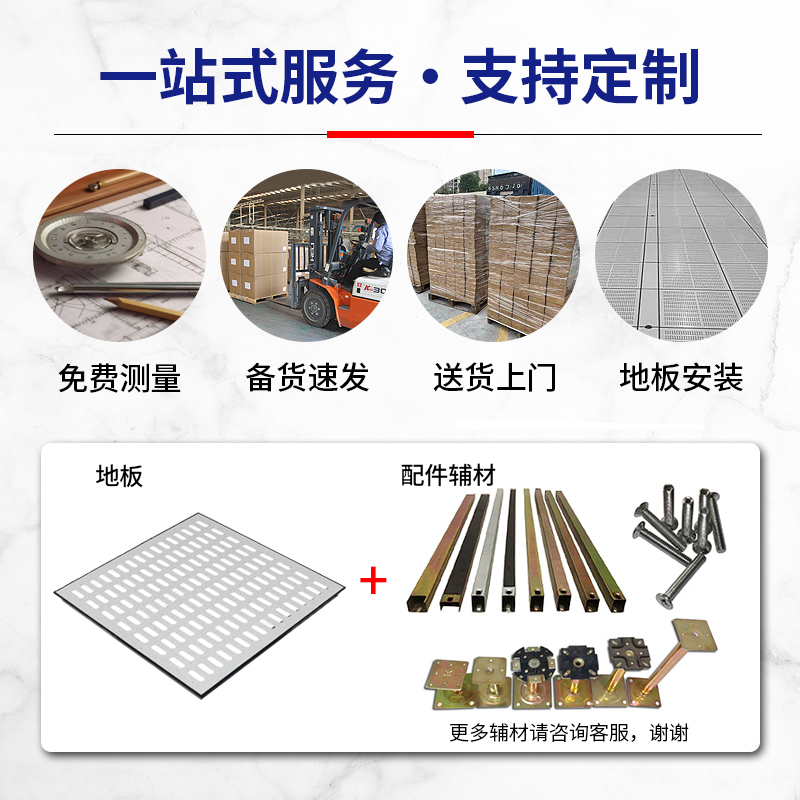 一站式服务·支持定制
免费测量
备货速发
送货上门
地板安装
地板
配件辅材
+
更多辅材请咨询客服，谢谢